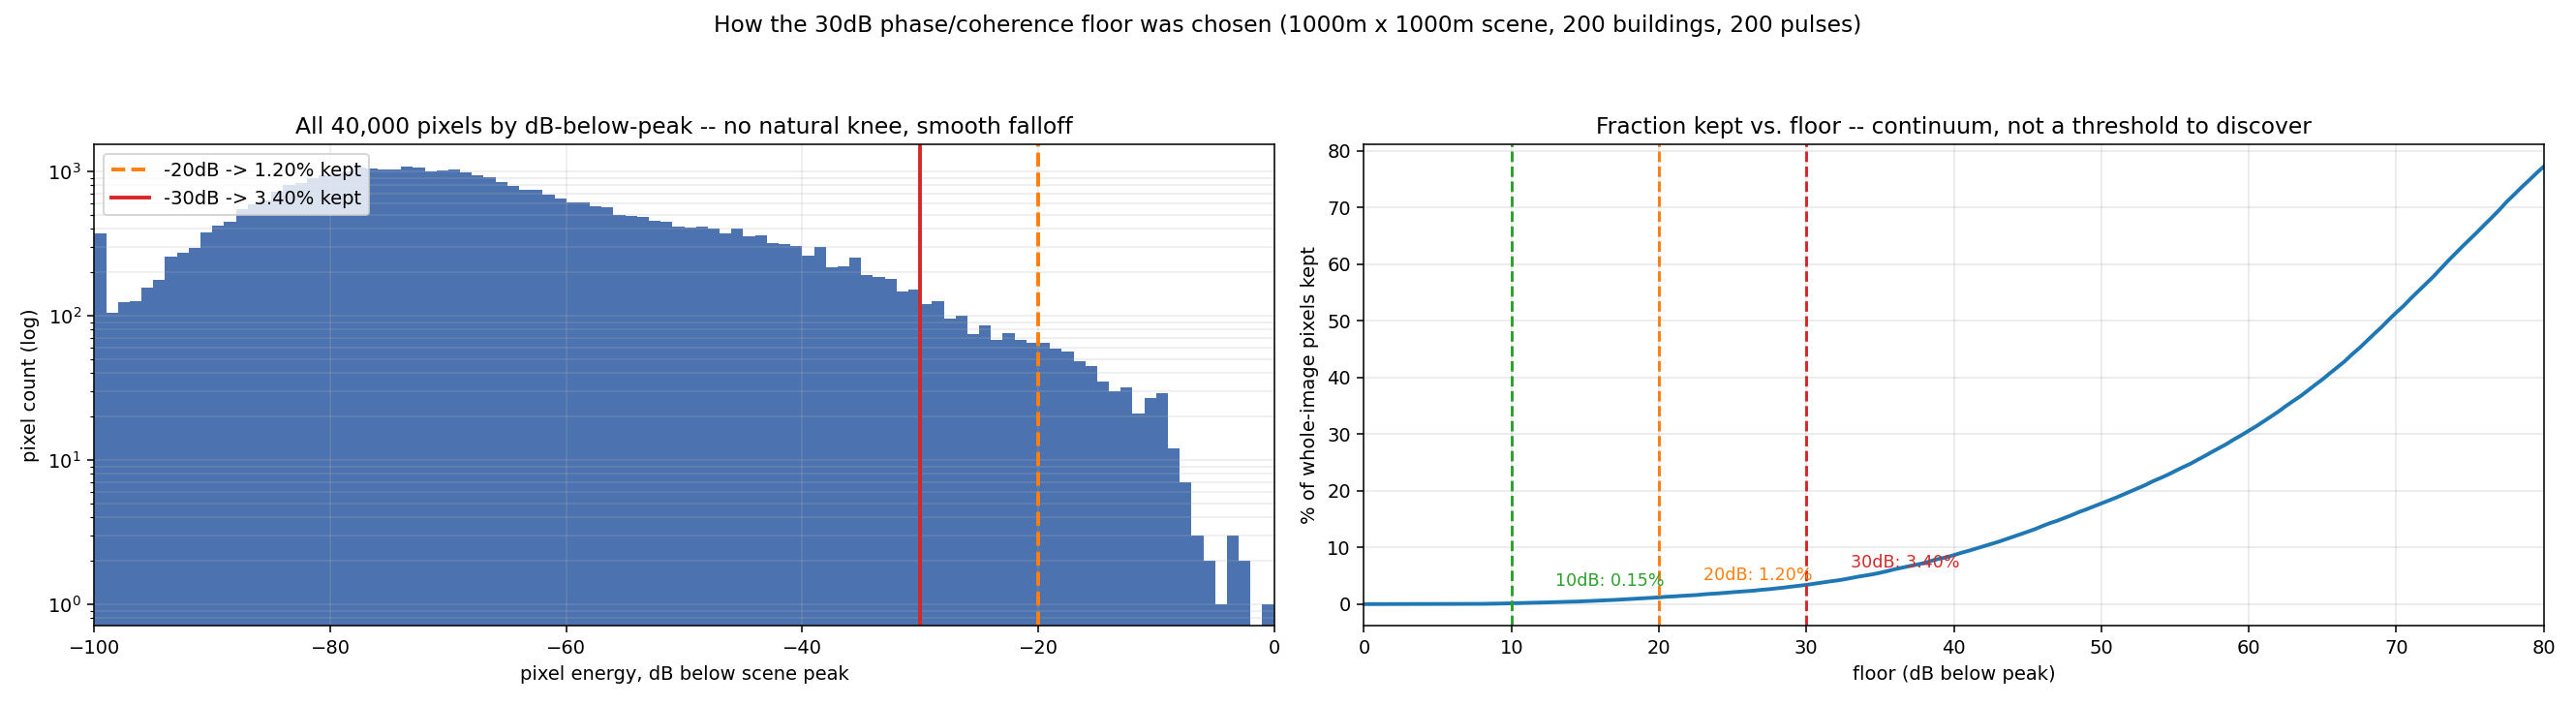 How the 30dB phase/coherence floor was chosen (1000m x 1000m scene, 200 buildings, 200 pulses)
All 40,000 pixels by dB-below-peak -- no natural knee, smooth falloff
-20dB -> 1.20% kept
-30dB -> 3.40% kept
pixel count (log)
10³
10²
10¹
10⁰
−100
−80
−60
−40
−20
0
pixel energy, dB below scene peak
Fraction kept vs. floor -- continuum, not a threshold to discover
% of whole-image pixels kept
80
70
60
50
40
30
20
10
0
10dB: 0.15%
20dB: 1.20%
30dB: 3.40%
0
10
20
30
40
50
60
70
80
floor (dB below peak)